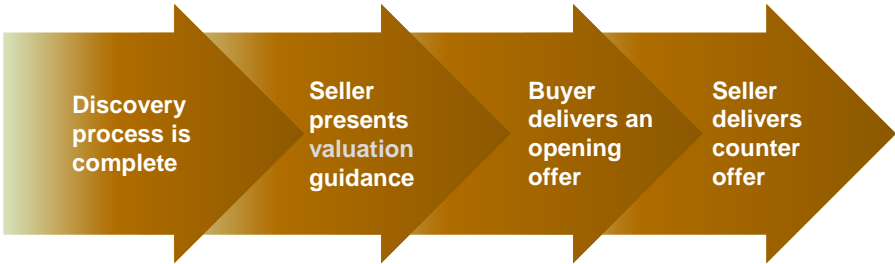 Discovery
process is
complete
Seller
presents
valuation
guidance
Buyer
delivers an
opening
offer
Seller
delivers
counter
offer